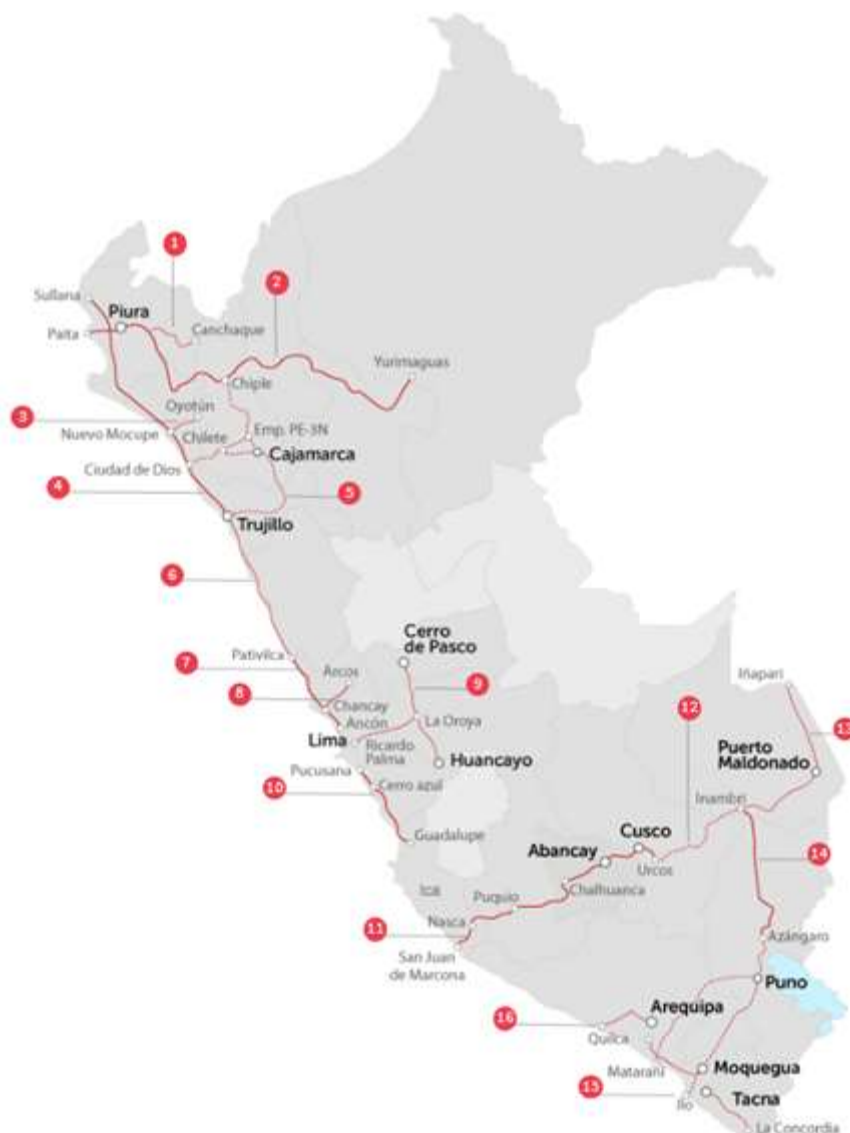 1
2
Sullana
Piura
Paita
Canchaque
Yurimaguas
Chiple
Oyotún
3
Nuevo Mocupe
Chilete
Emp. PE-3N
Cajamarca
Ciudad de Dios
4
5
Trujillo
6
Cerro
de Pasco
Pativilca
7
Arcos
8
9
Iñapari
Chancay
Ancón
La Oroya
12
13
Lima
Ricardo
Palma
Huancayo
Puerto
Maldonado
Pucusana
10
Cerro azul
Inambri
Guadalupe
Cusco
Abancay
Urcos
14
Ica
Chalhuanca
Puquio
Nasca
11
Azángaro
San Juan
de Marcona
Puno
Arequipa
16
Quilca
Matarani
Moquegua
15
Ilo
Tacna
La Concordia